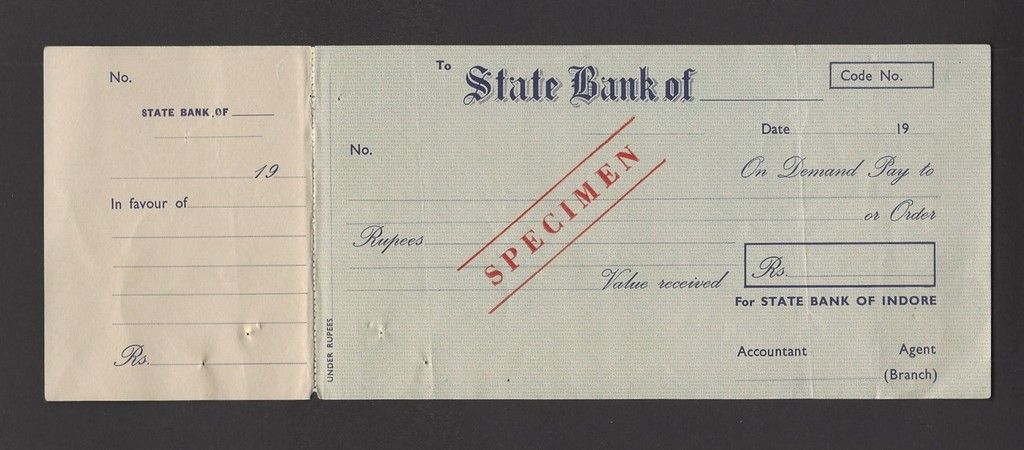 No.
STATE BANK OF
19
In favour of
Rs.
UNDER RUPEES
To State Bank of
Code No.
Date 19
No.
SPECIMEN
On Demand Pay to
or Order
Rupees
Value received
Rs.
For STATE BANK OF INDORE
Accountant Agent
(Branch)